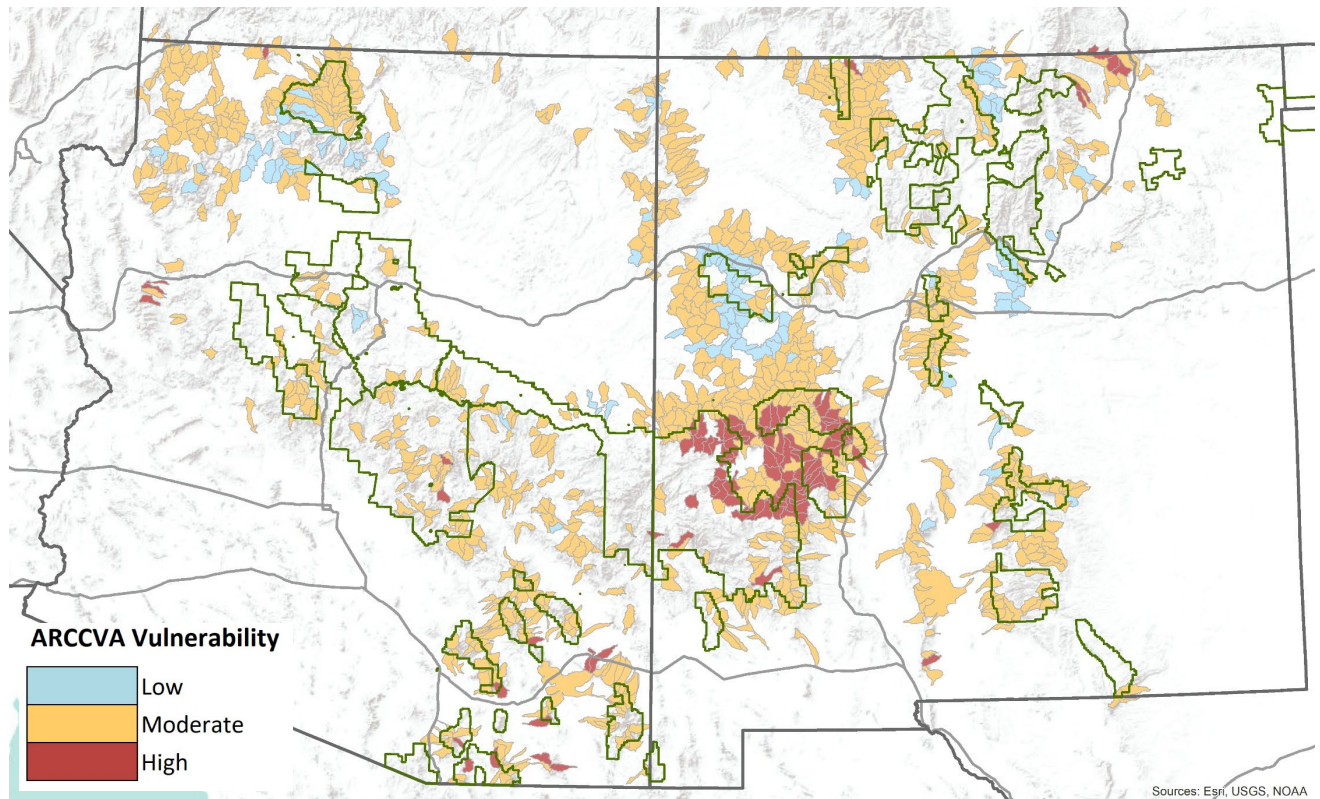 ARCCVA Vulnerability
Low
Moderate
High
Sources: Esri, USGS, NOAA